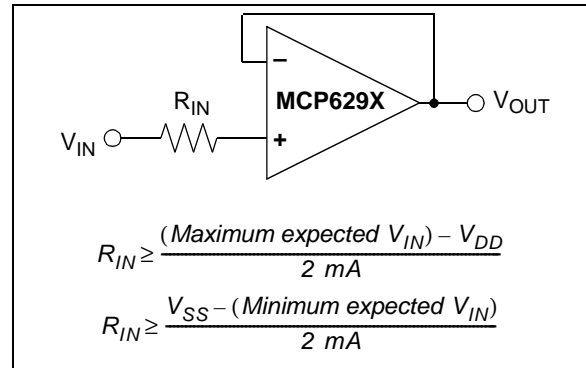 −
MCP629X
V_OUT
R_IN
V_IN
+
R_IN ≥ (Maximum expected V_IN) − V_DD
2 mA
R_IN ≥ V_SS − (Minimum expected V_IN)
2 mA